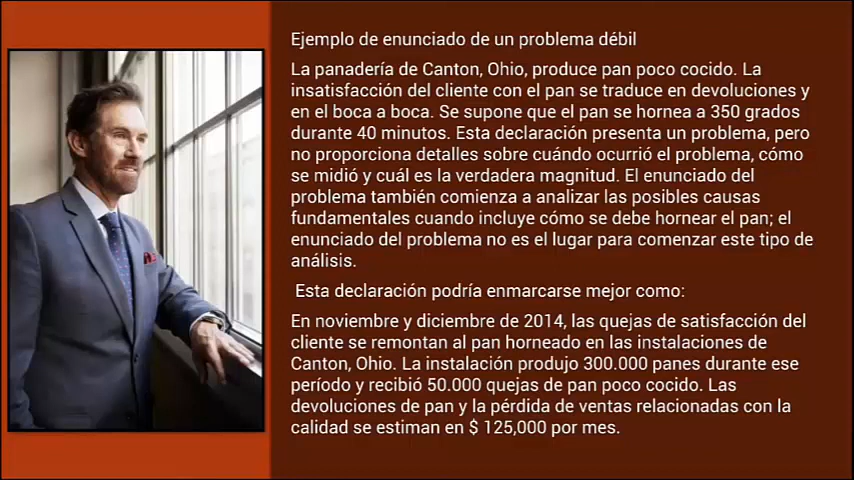 Ejemplo de enunciado de un problema débil
La panadería de Canton, Ohio, produce pan poco cocido. La
insatisfacción del cliente con el pan se traduce en devoluciones y
en el boca a boca. Se supone que el pan se hornea a 350 grados
durante 40 minutos. Esta declaración presenta un problema, pero
no proporciona detalles sobre cuándo ocurrió el problema, cómo
se midió y cuál es la verdadera magnitud. El enunciado del
problema también comienza a analizar las posibles causas
fundamentales cuando incluye cómo se debe hornear el pan; el
enunciado del problema no es el lugar para comenzar este tipo de
análisis.
Esta declaración podría enmarcarse mejor como:
En noviembre y diciembre de 2014, las quejas de satisfacción del
cliente se remontan al pan horneado en las instalaciones de
Canton, Ohio. La instalación produjo 300.000 panes durante ese
período y recibió 50.000 quejas de pan poco cocido. Las
devoluciones de pan y la pérdida de ventas relacionadas con la
calidad se estiman en $ 125,000 por mes.